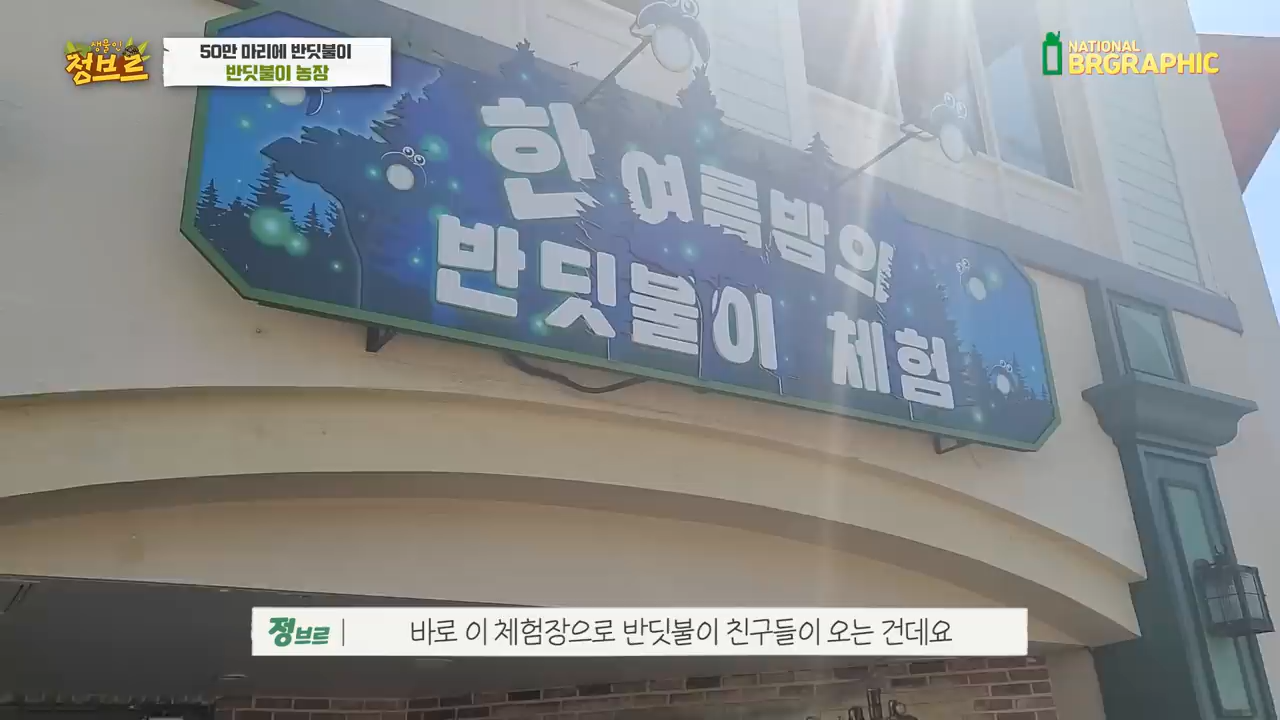 생물인
정브르
50만 마리에 반딧불이
반딧불이 농장
NATIONAL
BRGRAPHIC
한 여름밤의
반딧불이 체험
정브르
바로 이 체험장으로 반딧불이 친구들이 오는 건데요